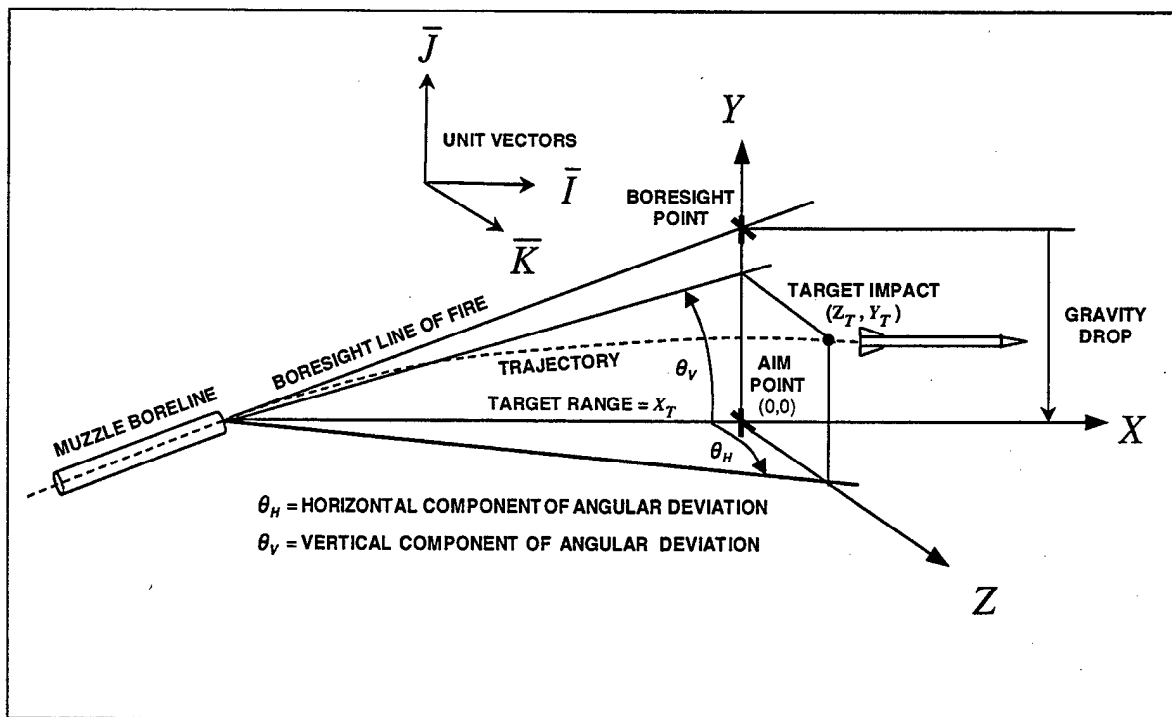 J̅
UNIT VECTORS
I̅
K̅
Y
BORESIGHT
POINT
TARGET IMPACT
(Z_T, Y_T)
GRAVITY
DROP
BORESIGHT LINE OF FIRE
TRAJECTORY
θ_V
AIM
POINT
(0,0)
MUZZLE BORELINE
TARGET RANGE = X_T
X
θ_H
θ_H = HORIZONTAL COMPONENT OF ANGULAR DEVIATION
θ_V = VERTICAL COMPONENT OF ANGULAR DEVIATION
Z